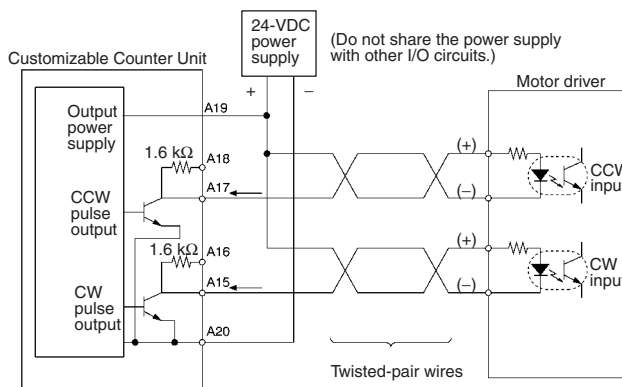 24-VDC
power
supply
(Do not share the power supply
with other I/O circuits.)
Customizable Counter Unit
Motor driver
+
−
A19
Output
power
supply
1.6 kΩ
A18
(+)
CCW
input
A17
(−)
CCW
pulse
output
1.6 kΩ
A16
(+)
CW
input
A15
(−)
CW
pulse
output
A20
Twisted-pair wires